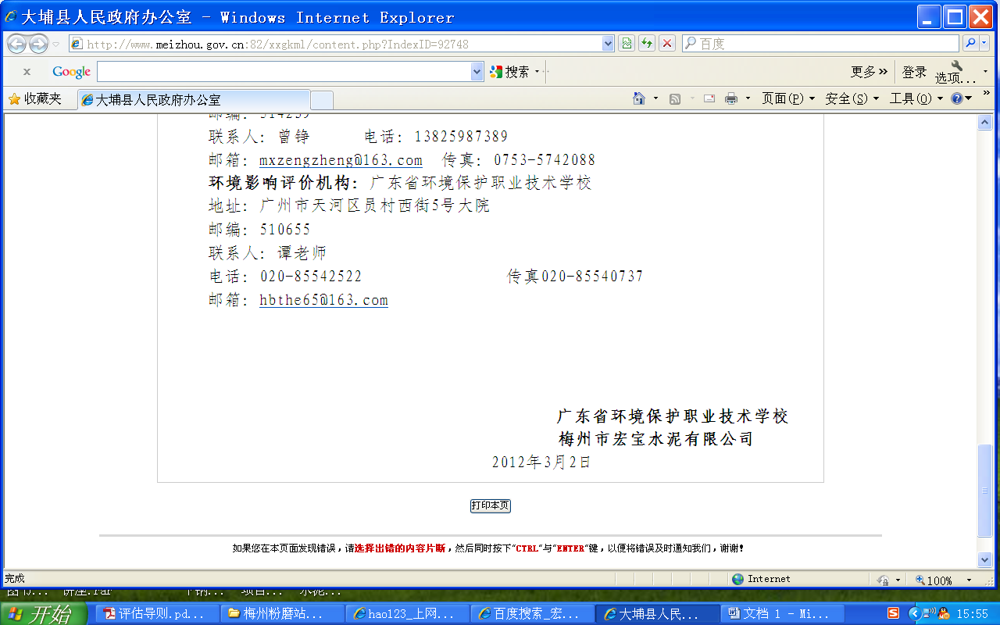 大埔县人民政府办公室 - Windows Internet Explorer
http://www.meizhou.gov.cn:82/xxgkml/content.php?IndexID=92748
百度
x Google 搜索 更多 » 登录 选项...
收藏夹 大埔县人民政府办公室 页面(P) 安全(S) 工具(O) »
联系人：曾铮 电话：13825987389
邮箱：mxzengzheng@163.com 传真：0753-5742088
环境影响评价机构：广东省环境保护职业技术学校
地址：广州市天河区员村西街5号大院
邮编：510655
联系人：谭老师
电话：020-85542522 传真020-85540737
邮箱：hbthe65@163.com
广东省环境保护职业技术学校
梅州市宏宝水泥有限公司
2012年3月2日
打印本页
如果您在本页面发现错误，请选择出错的内容片断，然后同时按下“CTRL”与“ENTER”键，以便将错误及时通知我们，谢谢！
完成 Internet 100%
开始 评估导则.pd... 梅州粉磨站... hao123_上网... 百度搜索_宏... 大埔县人民... 文档 1 - Mi... 15:55